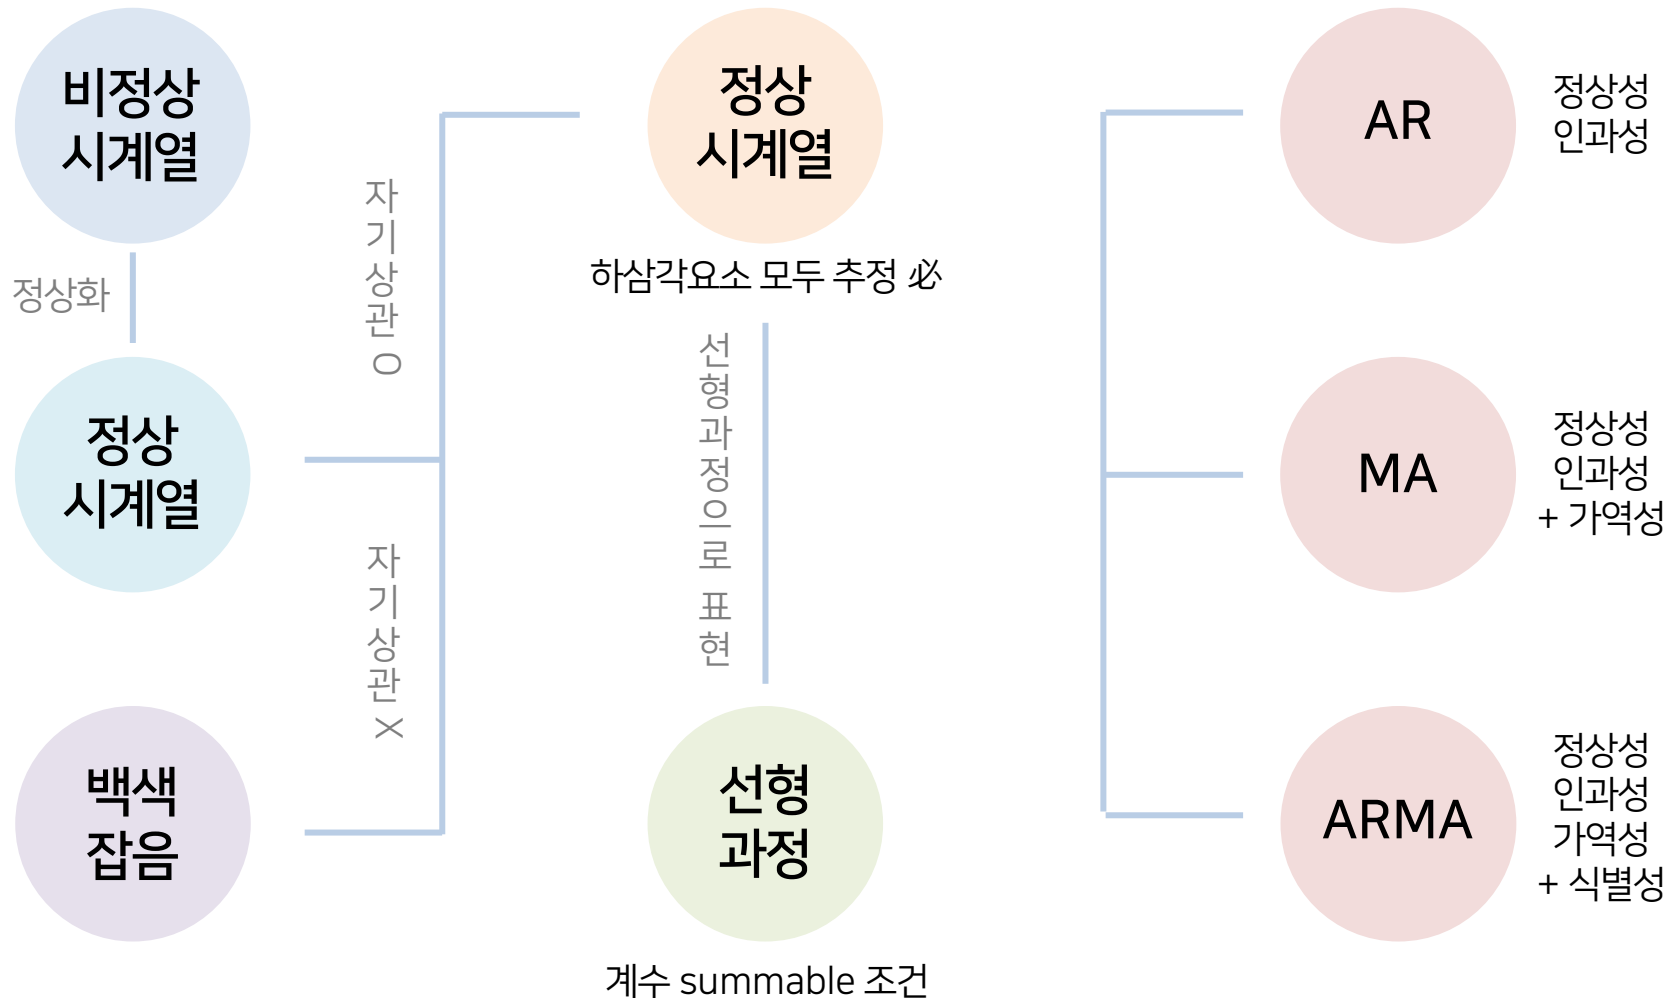 비정상
시계열
정상화
정상
시계열
백색
잡음
자기상관 O
자기상관 X
정상
시계열
하삼각요소 모두 추정 必
선형과정으로 표현
선형
과정
계수 summable 조건
AR
정상성
인과성
MA
정상성
인과성
+ 가역성
ARMA
정상성
인과성
가역성
+ 식별성